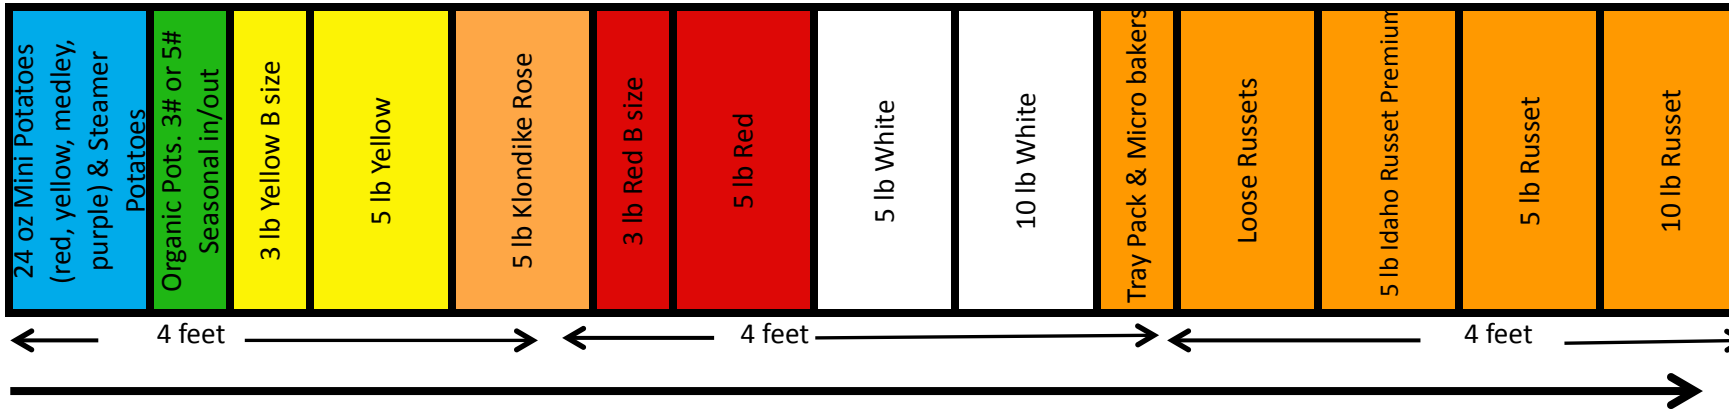 24 oz Mini Potatoes
(red, yellow, medley,
purple) & Steamer
Potatoes
Organic Pots. 3# or 5#
Seasonal in/out
3 lb Yellow B size
5 lb Yellow
5 lb Klondike Rose
3 lb Red B size
5 lb Red
5 lb White
10 lb White
Tray Pack & Micro bakers
Loose Russets
5 lb Idaho Russet Premium
5 lb Russet
10 lb Russet
4 feet
4 feet
4 feet